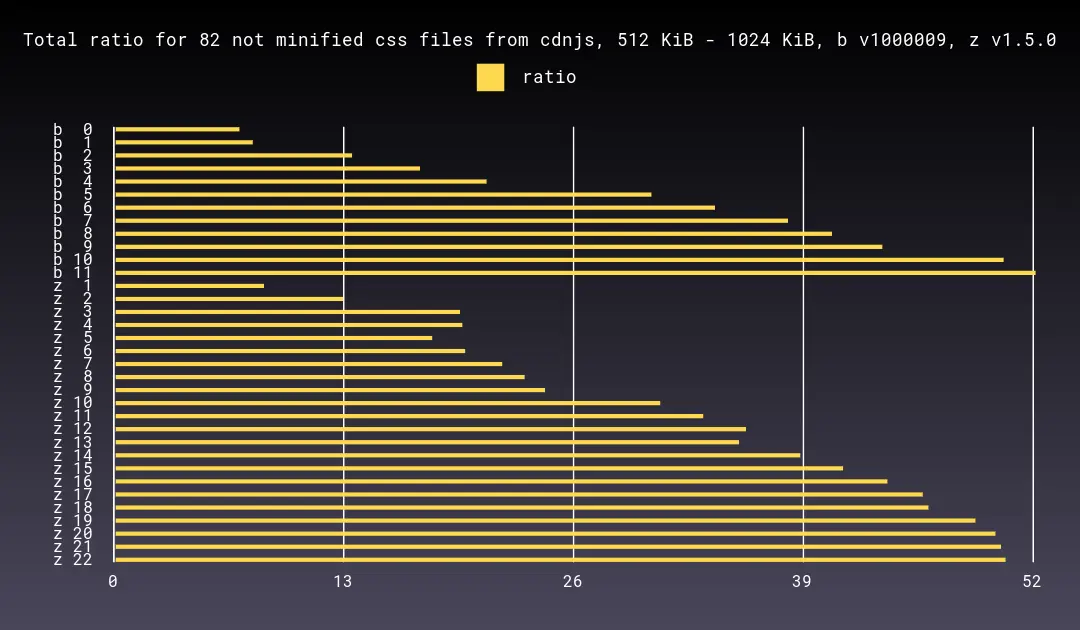 Total ratio for 82 not minified css files from cdnjs, 512 KiB - 1024 KiB, b v1000009, z v1.5.0
ratio
b 0
b 1
b 2
b 3
b 4
b 5
b 6
b 7
b 8
b 9
b 10
b 11
z 1
z 2
z 3
z 4
z 5
z 6
z 7
z 8
z 9
z 10
z 11
z 12
z 13
z 14
z 15
z 16
z 17
z 18
z 19
z 20
z 21
z 22
0 13 26 39 52